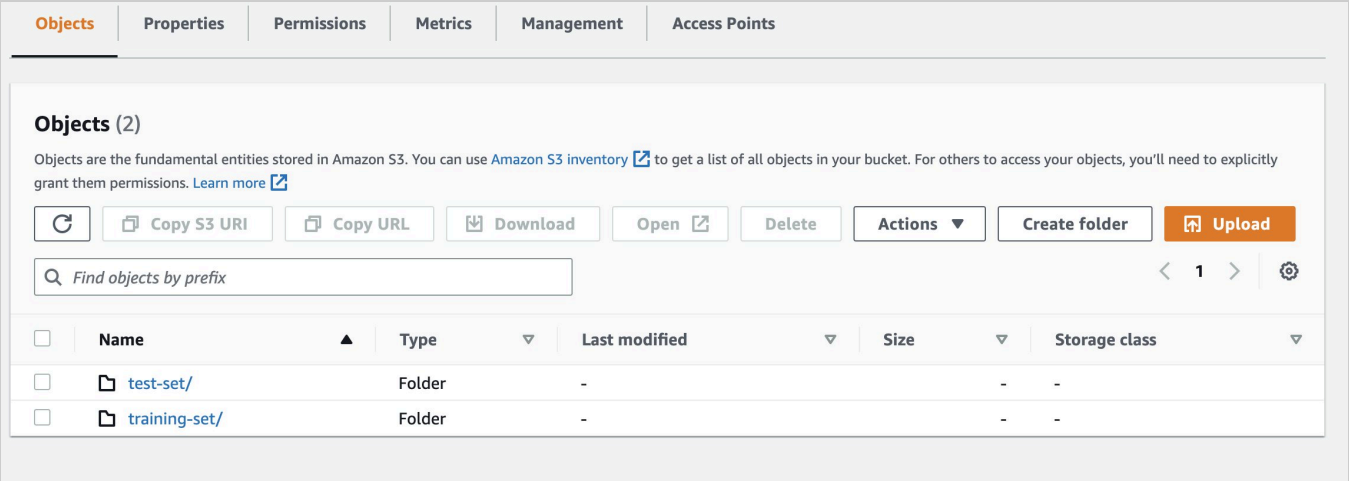 Objects Properties Permissions Metrics Management Access Points
Objects (2)
Objects are the fundamental entities stored in Amazon S3. You can use Amazon S3 inventory to get a list of all objects in your bucket. For others to access your objects, you'll need to explicitly
grant them permissions. Learn more
Copy S3 URI Copy URL Download Open Delete Actions Create folder Upload
Find objects by prefix 1
Name Type Last modified Size Storage class
test-set/ Folder - - -
training-set/ Folder - - -